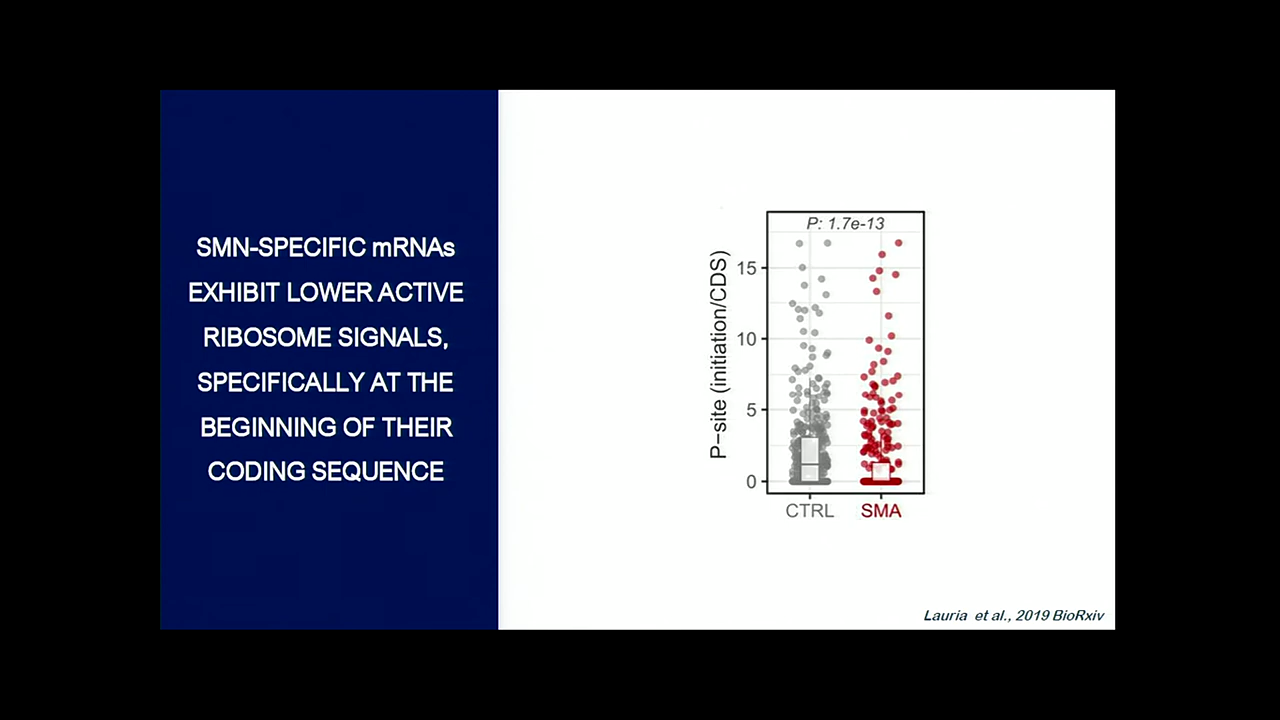 SMN-SPECIFIC mRNAs
EXHIBIT LOWER ACTIVE
RIBOSOME SIGNALS,
SPECIFICALLY AT THE
BEGINNING OF THEIR
CODING SEQUENCE
P: 1.7e-13
P−site (initiation/CDS)
15
10
5
0
CTRL SMA
Lauria et al., 2019 BioRxiv